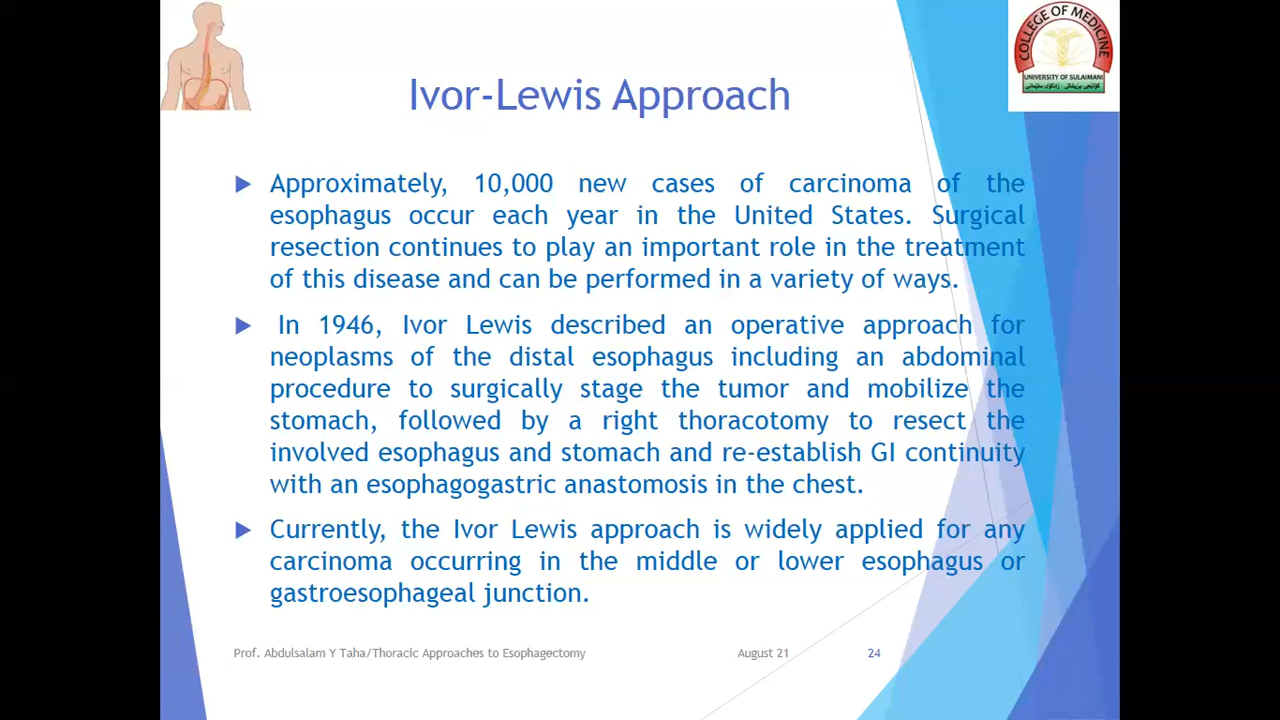 COLLEGE OF MEDICINE
UNIVERSITY OF SULAIMANI
Ivor-Lewis Approach
Approximately, 10,000 new cases of carcinoma of the
esophagus occur each year in the United States. Surgical
resection continues to play an important role in the treatment
of this disease and can be performed in a variety of ways.
In 1946, Ivor Lewis described an operative approach for
neoplasms of the distal esophagus including an abdominal
procedure to surgically stage the tumor and mobilize the
stomach, followed by a right thoracotomy to resect the
involved esophagus and stomach and re-establish GI continuity
with an esophagogastric anastomosis in the chest.
Currently, the Ivor Lewis approach is widely applied for any
carcinoma occurring in the middle or lower esophagus or
gastroesophageal junction.
Prof. Abdulsalam Y Taha/Thoracic Approaches to Esophagectomy
August 21
24